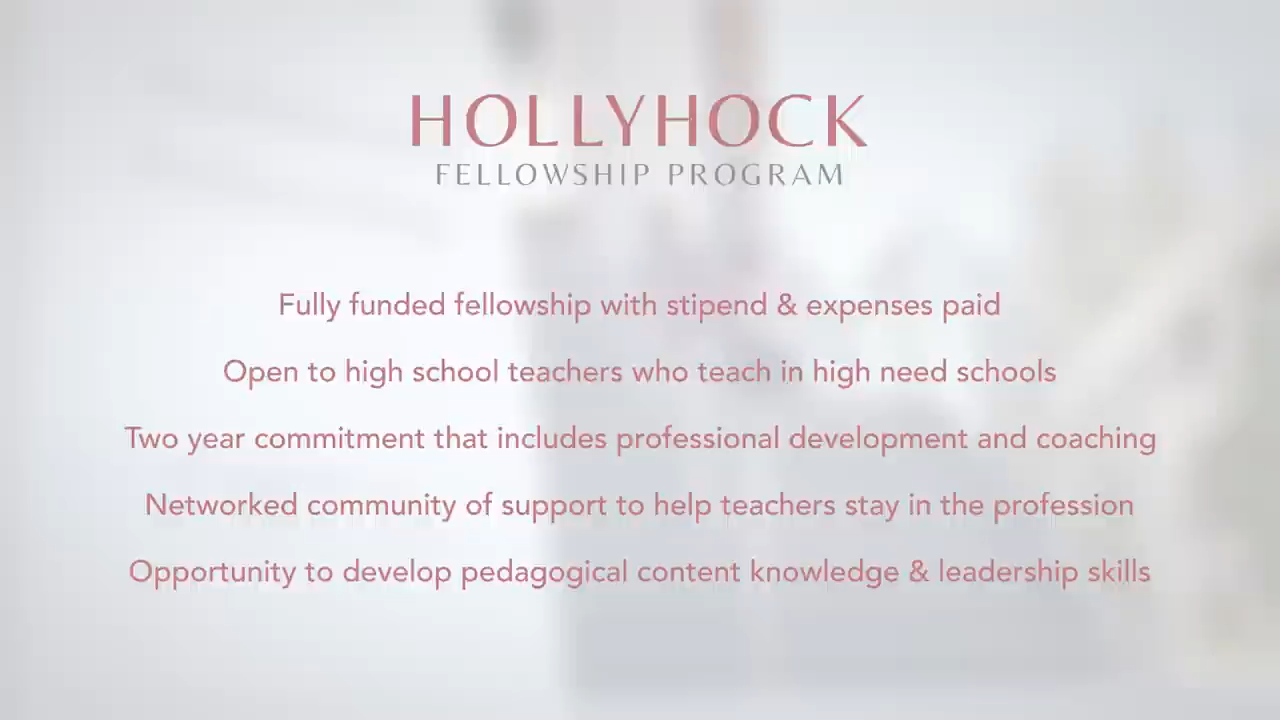 HOLLYHOCK
FELLOWSHIP PROGRAM
Fully funded fellowship with stipend & expenses paid
Open to high school teachers who teach in high need schools
Two year commitment that includes professional development and coaching
Networked community of support to help teachers stay in the profession
Opportunity to develop pedagogical content knowledge & leadership skills